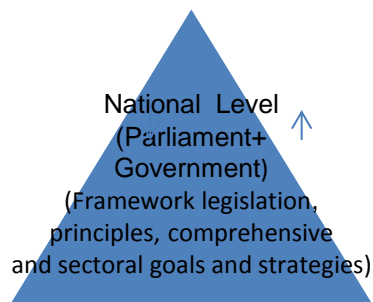 National Level
(Parliament+
Government)
(Framework legislation,
principles, comprehensive
and sectoral goals and strategies)